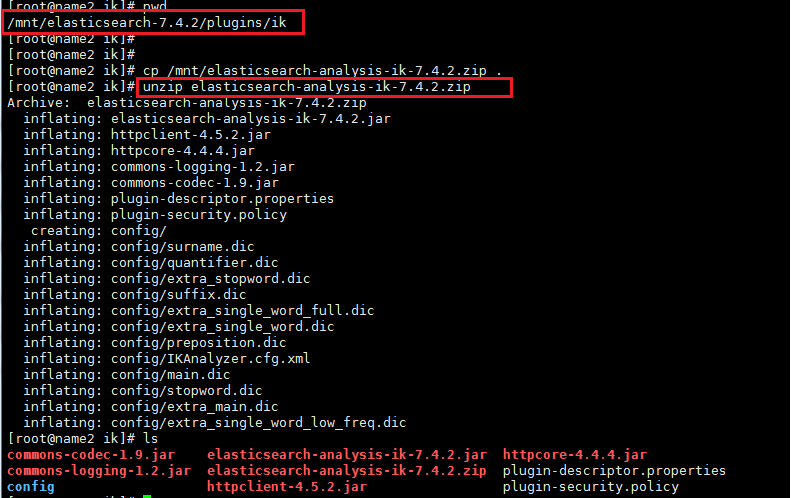 [root@name2 ik]# pwd
/mnt/elasticsearch-7.4.2/plugins/ik
[root@name2 ik]#
[root@name2 ik]#
[root@name2 ik]# cp /mnt/elasticsearch-analysis-ik-7.4.2.zip .
[root@name2 ik]# unzip elasticsearch-analysis-ik-7.4.2.zip
Archive:  elasticsearch-analysis-ik-7.4.2.zip
  inflating: elasticsearch-analysis-ik-7.4.2.jar
  inflating: httpclient-4.5.2.jar
  inflating: httpcore-4.4.4.jar
  inflating: commons-logging-1.2.jar
  inflating: commons-codec-1.9.jar
  inflating: plugin-descriptor.properties
  inflating: plugin-security.policy
   creating: config/
  inflating: config/surname.dic
  inflating: config/quantifier.dic
  inflating: config/extra_stopword.dic
  inflating: config/suffix.dic
  inflating: config/extra_single_word_full.dic
  inflating: config/extra_single_word.dic
  inflating: config/preposition.dic
  inflating: config/IKAnalyzer.cfg.xml
  inflating: config/main.dic
  inflating: config/stopword.dic
  inflating: config/extra_main.dic
  inflating: config/extra_single_word_low_freq.dic
[root@name2 ik]# ls
commons-codec-1.9.jar    elasticsearch-analysis-ik-7.4.2.jar  httpcore-4.4.4.jar
commons-logging-1.2.jar  elasticsearch-analysis-ik-7.4.2.zip  plugin-descriptor.properties
config                   httpclient-4.5.2.jar                 plugin-security.policy
[root@name2 ik]#